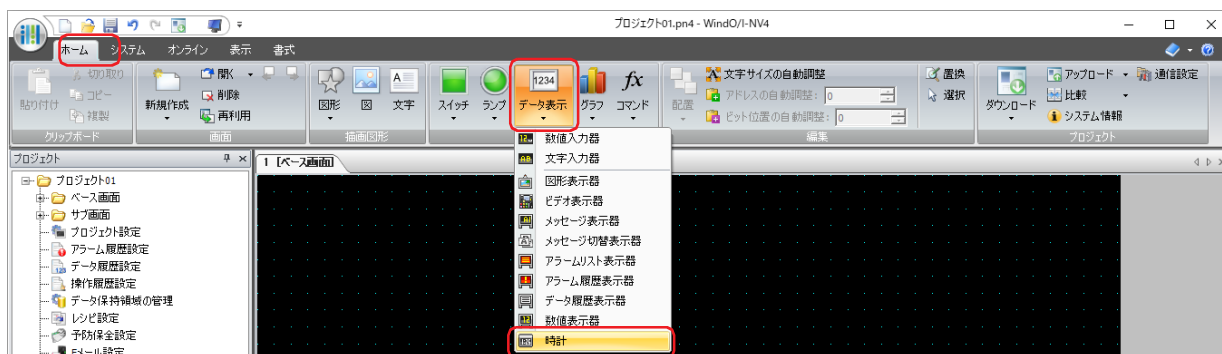 プロジェクト01.pn4 - WindO/I-NV4
ホーム システム オンライン 表示 書式
貼り付け 切り取り コピー 複製
クリップボード
新規作成 開く 削除 再利用
画面
図形 図 文字
描画図形
スイッチ ランプ 1234 データ表示 グラフ fx コマンド
配置 文字サイズの自動調整 置換
アドレスの自動調整: 0 選択
ビット位置の自動調整: 0
編集
ダウンロード アップロード 通信設定
比較
システム情報
プロジェクト
プロジェクト
プロジェクト01
ベース画面
サブ画面
プロジェクト設定
アラーム履歴設定
データ履歴設定
操作履歴設定
データ保持領域の管理
レシピ設定
予防保全設定
Eメール設定
1 [ベース画面]
数値入力器
文字入力器
図形表示器
ビデオ表示器
メッセージ表示器
メッセージ切替表示器
アラームリスト表示器
アラーム履歴表示器
データ履歴表示器
数値表示器
時計